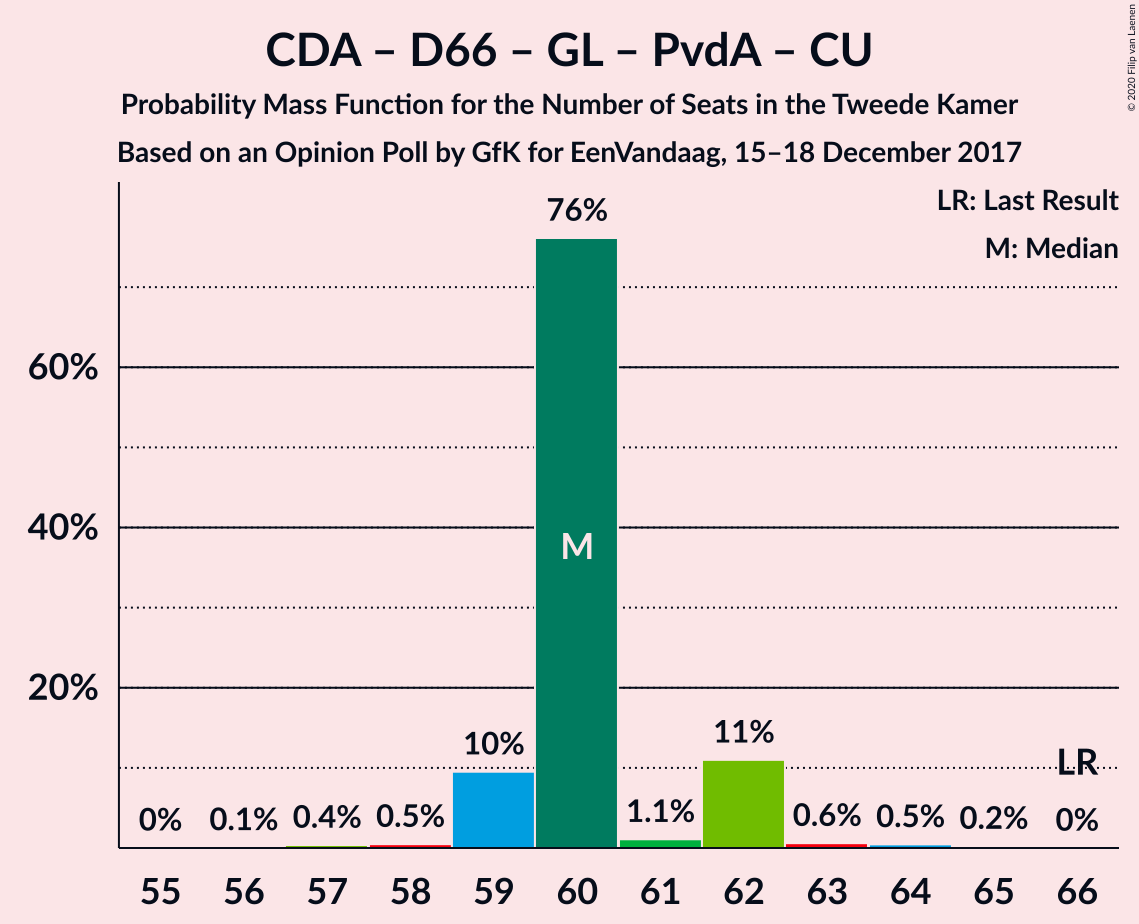 CDA – D66 – GL – PvdA – CU
Probability Mass Function for the Number of Seats in the Tweede Kamer
Based on an Opinion Poll by GfK for EenVandaag, 15–18 December 2017
© 2020 Filip van Laenen
LR: Last Result
M: Median
60%
40%
20%
0%
0.1%
0.4%
0.5%
10%
76%
M
1.1%
11%
0.6%
0.5%
0.2%
LR
0%
55 56 57 58 59 60 61 62 63 64 65 66